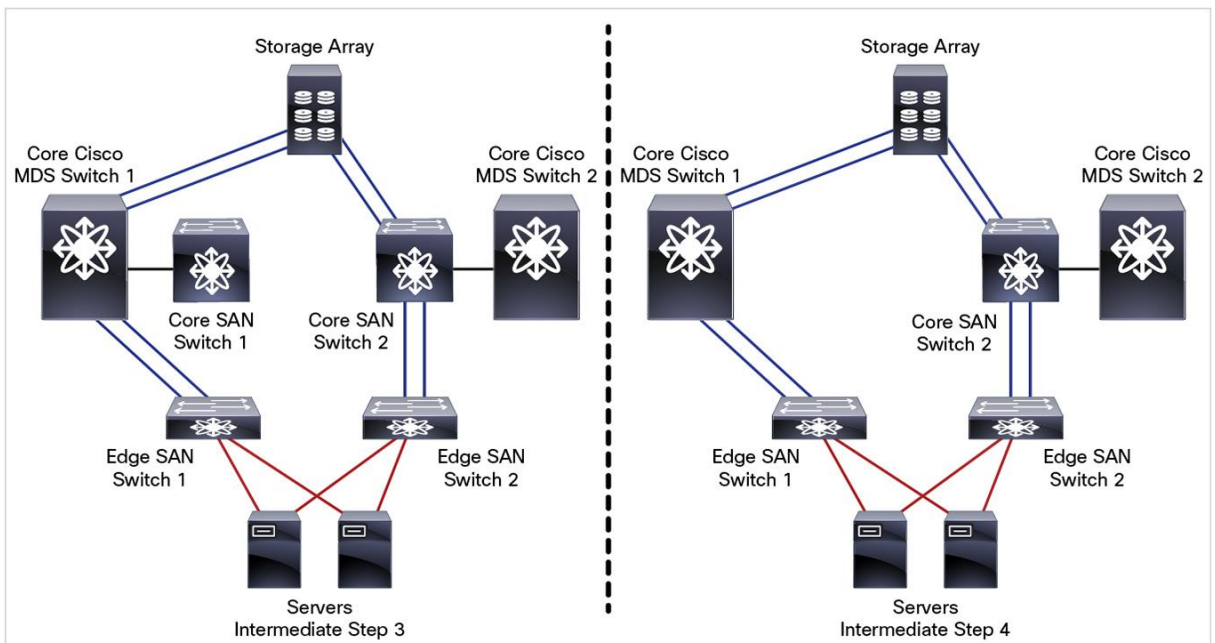 Storage Array
Core Cisco
MDS Switch 1
Core Cisco
MDS Switch 2
Core SAN
Switch 1
Core SAN
Switch 2
Edge SAN
Switch 1
Edge SAN
Switch 2
Servers
Intermediate Step 3
Storage Array
Core Cisco
MDS Switch 1
Core Cisco
MDS Switch 2
Core SAN
Switch 2
Edge SAN
Switch 1
Edge SAN
Switch 2
Servers
Intermediate Step 4